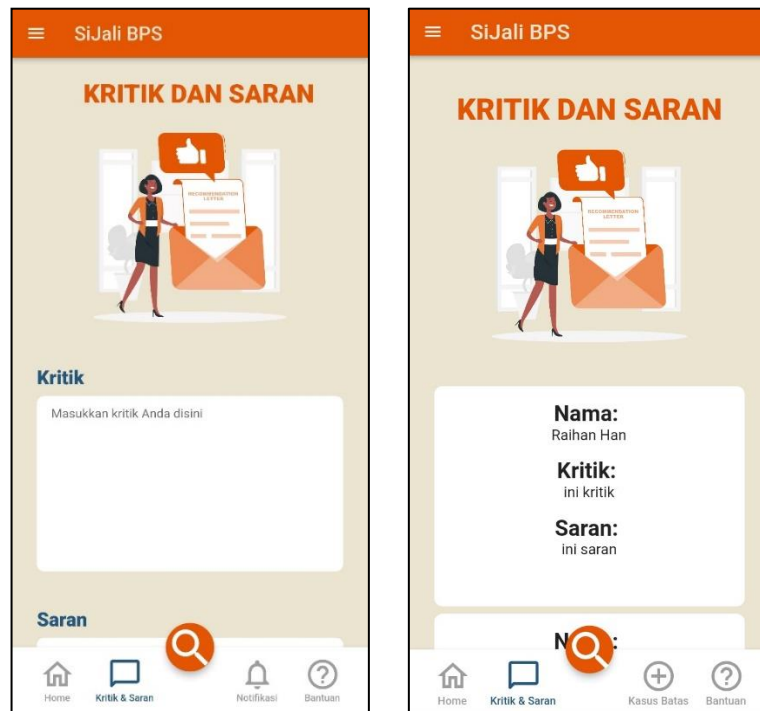 SiJali BPS
KRITIK DAN SARAN
RECOMMENDATION
LETTER
Kritik
Masukkan kritik Anda disini
Saran
Home
Kritik & Saran
Notifikasi
Bantuan
SiJali BPS
KRITIK DAN SARAN
RECOMMENDATION
LETTER
Nama:
Raihan Han
Kritik:
ini kritik
Saran:
ini saran
Home
Kritik & Saran
Kasus Batas
Bantuan